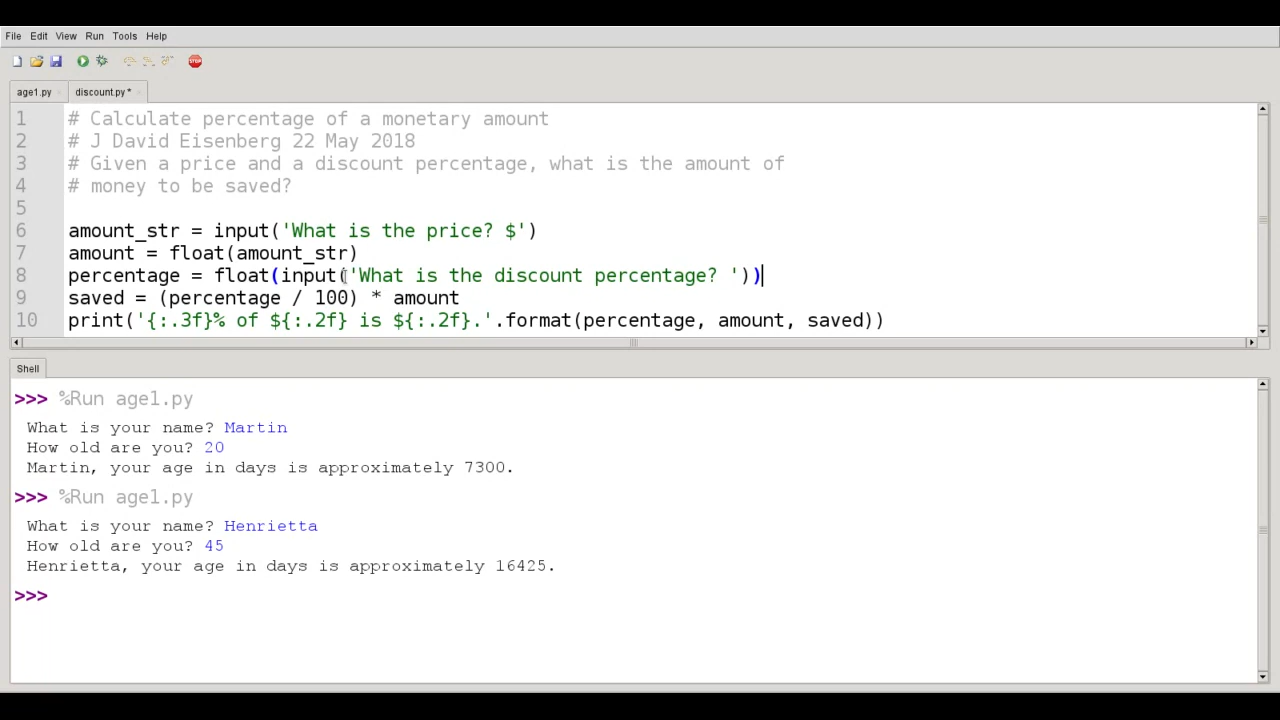 File Edit View Run Tools Help
STOP
age1.py discount.py *
1 # Calculate percentage of a monetary amount
2 # J David Eisenberg 22 May 2018
3 # Given a price and a discount percentage, what is the amount of
4 # money to be saved?
5
6 amount_str = input('What is the price? $')
7 amount = float(amount_str)
8 percentage = float(input('What is the discount percentage? '))
9 saved = (percentage / 100) * amount
10 print('{:.3f}% of ${:.2f} is ${:.2f}.'.format(percentage, amount, saved))
Shell
>>> %Run age1.py
What is your name? Martin
How old are you? 20
Martin, your age in days is approximately 7300.
>>> %Run age1.py
What is your name? Henrietta
How old are you? 45
Henrietta, your age in days is approximately 16425.
>>>